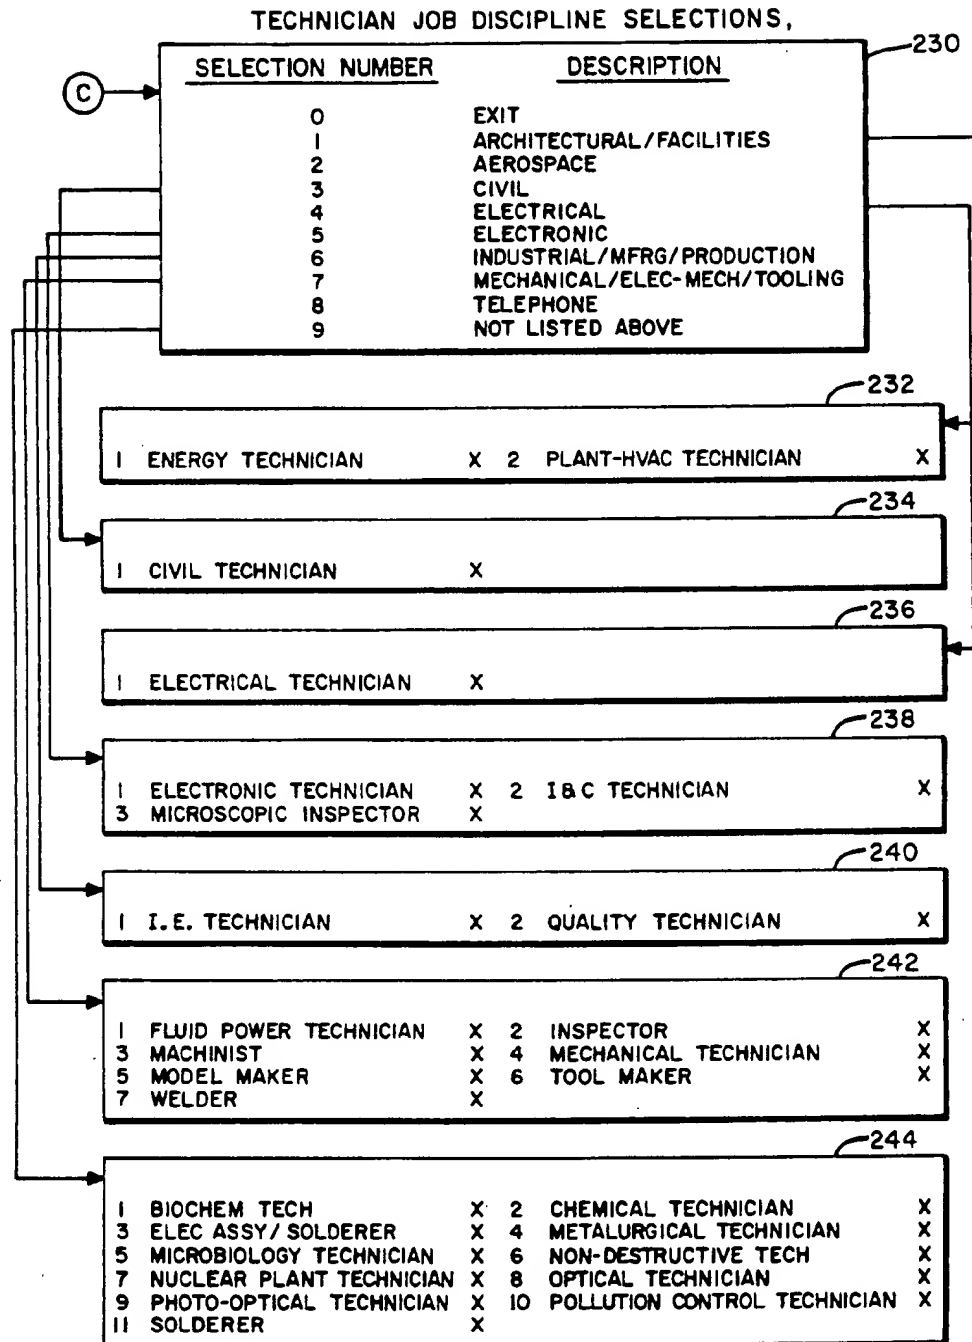 TECHNICIAN JOB DISCIPLINE SELECTIONS,
230
SELECTION NUMBER DESCRIPTION
C
0 EXIT
1 ARCHITECTURAL/FACILITIES
2 AEROSPACE
3 CIVIL
4 ELECTRICAL
5 ELECTRONIC
6 INDUSTRIAL/MFRG/PRODUCTION
7 MECHANICAL/ELEC-MECH/TOOLING
8 TELEPHONE
9 NOT LISTED ABOVE
232
1 ENERGY TECHNICIAN X 2 PLANT-HVAC TECHNICIAN X
234
1 CIVIL TECHNICIAN X
236
1 ELECTRICAL TECHNICIAN X
238
1 ELECTRONIC TECHNICIAN X 2 I&C TECHNICIAN X
3 MICROSCOPIC INSPECTOR X
240
1 I.E. TECHNICIAN X 2 QUALITY TECHNICIAN X
242
1 FLUID POWER TECHNICIAN X 2 INSPECTOR X
3 MACHINIST X 4 MECHANICAL TECHNICIAN X
5 MODEL MAKER X 6 TOOL MAKER X
7 WELDER X
244
1 BIOCHEM TECH X 2 CHEMICAL TECHNICIAN X
3 ELEC ASSY/SOLDERER X 4 METALURGICAL TECHNICIAN X
5 MICROBIOLOGY TECHNICIAN X 6 NON-DESTRUCTIVE TECH X
7 NUCLEAR PLANT TECHNICIAN X 8 OPTICAL TECHNICIAN X
9 PHOTO-OPTICAL TECHNICIAN X 10 POLLUTION CONTROL TECHNICIAN X
11 SOLDERER X